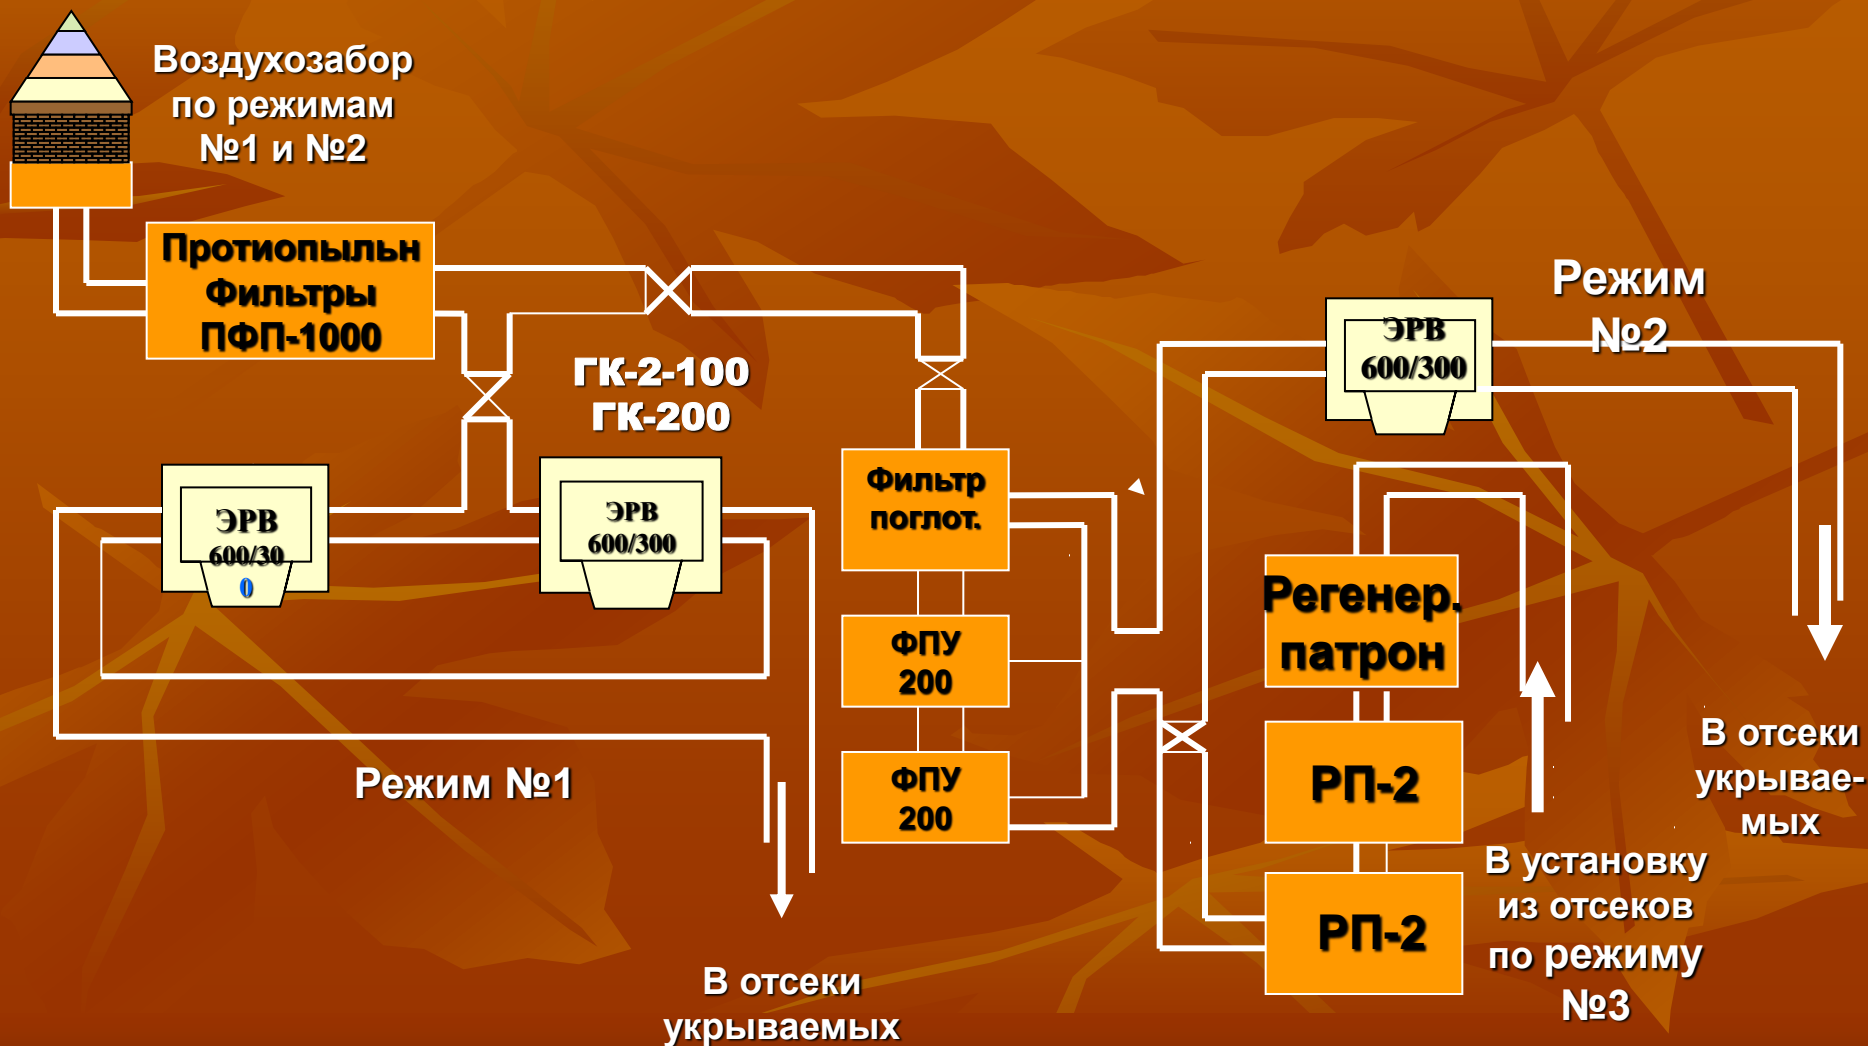 Воздухозабор
по режимам
№1 и №2
Протиопыльн
Фильтры
ПФП-1000
ГК-2-100
ГК-200
ЭРВ
600/30
0
ЭРВ
600/300
Режим №1
В отсеки
укрываемых
Фильтр
поглот.
ФПУ
200
ФПУ
200
ЭРВ
600/300
Режим
№2
Регенер.
патрон
РП-2
РП-2
В отсеки
укрывае-
мых
В установку
из отсеков
по режиму
№3